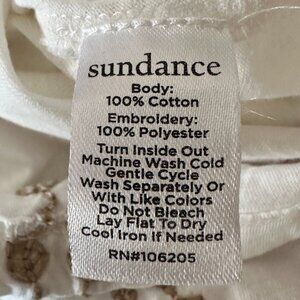 sundance
Body:
100% Cotton
Embroidery:
100% Polyester
Turn Inside Out
Machine Wash Cold
Gentle Cycle
Wash Separately Or
With Like Colors
Do Not Bleach
Lay Flat To Dry
Cool Iron If Needed
RN#106205